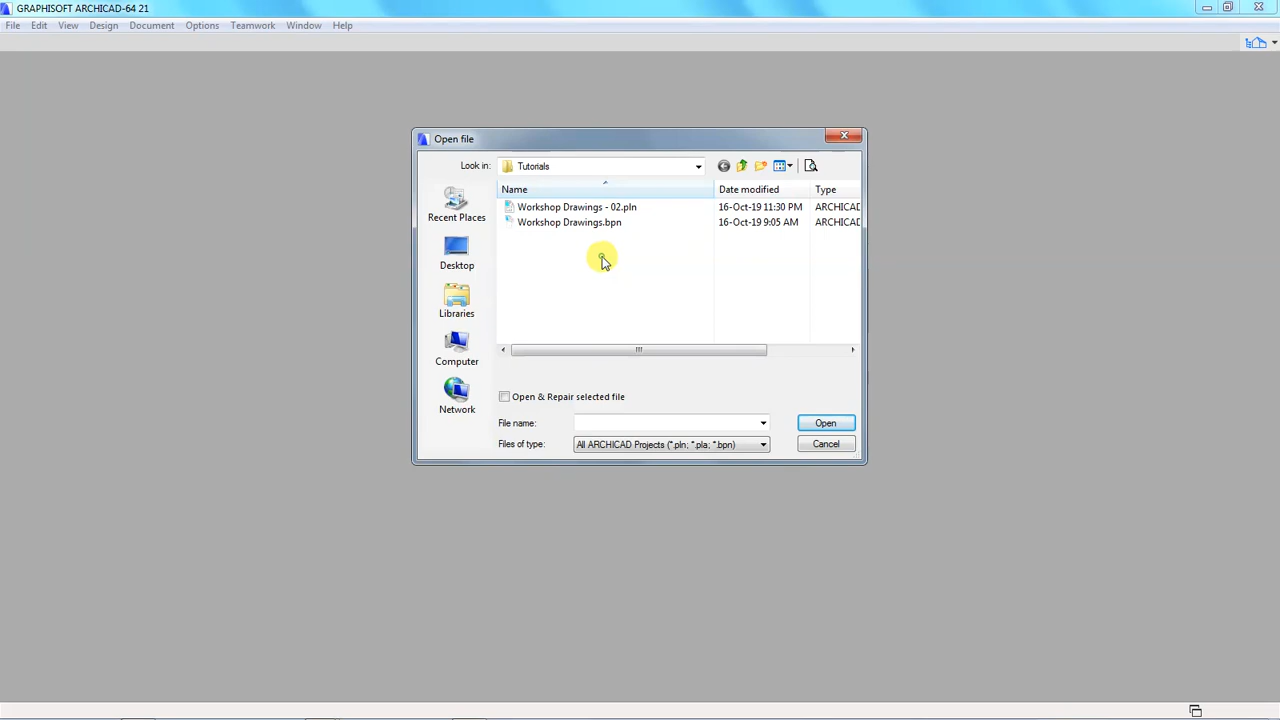 GRAPHISOFT ARCHICAD-64 21
File Edit View Design Document Options Teamwork Window Help
Open file
Look in: Tutorials
Name Date modified Type
Workshop Drawings - 02.pln 16-Oct-19 11:30 PM ARCHICAD
Workshop Drawings.bpn 16-Oct-19 9:05 AM ARCHICAD
Recent Places
Desktop
Libraries
Computer
Network
Open & Repair selected file
File name: Open
Files of type: All ARCHICAD Projects (*.pln; *.pla; *.bpn) Cancel